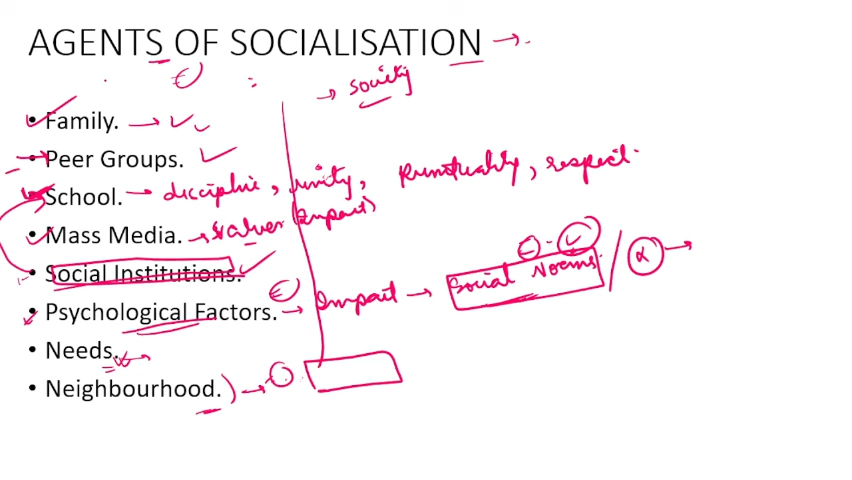 AGENTS OF SOCIALISATION
→ society
• Family.
• Peer Groups.
• School. → discipline, unity, punctuality, respect.
• Mass Media. → values (Impart)
• Social Institutions.
• Psychological Factors. → Impart → Social Norms
• Needs.
• Neighbourhood.